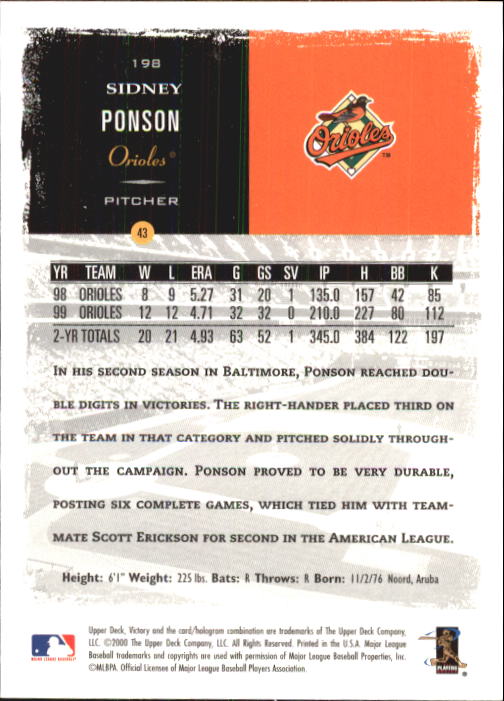 198
SIDNEY
PONSON
Orioles®
PITCHER
Orioles
TM
43
YR TEAM W L ERA G GS SV IP H BB K
98 ORIOLES 8 9 5.27 31 20 1 135.0 157 42 85
99 ORIOLES 12 12 4.71 32 32 0 210.0 227 80 112
2-YR TOTALS 20 21 4.93 63 52 1 345.0 384 122 197
IN HIS SECOND SEASON IN BALTIMORE, PONSON REACHED DOU-
BLE DIGITS IN VICTORIES. THE RIGHT-HANDER PLACED THIRD ON
THE TEAM IN THAT CATEGORY AND PITCHED SOLIDLY THROUGH-
OUT THE CAMPAIGN. PONSON PROVED TO BE VERY DURABLE,
POSTING SIX COMPLETE GAMES, WHICH TIED HIM WITH TEAM-
MATE SCOTT ERICKSON FOR SECOND IN THE AMERICAN LEAGUE.
Height: 6'1" Weight: 225 lbs. Bats: R Throws: R Born: 11/2/76 Noord, Aruba
Upper Deck, Victory and the card/hologram combination are trademarks of The Upper Deck Company,
LLC. ©2000 The Upper Deck Company, LLC. All Rights Reserved. Printed in the U.S.A. Major League
Baseball trademarks and copyrights are used with permission of Major League Baseball Properties, Inc.
©MLBPA. Official Licensee of Major League Baseball Players Association.
MAJOR LEAGUE BASEBALL